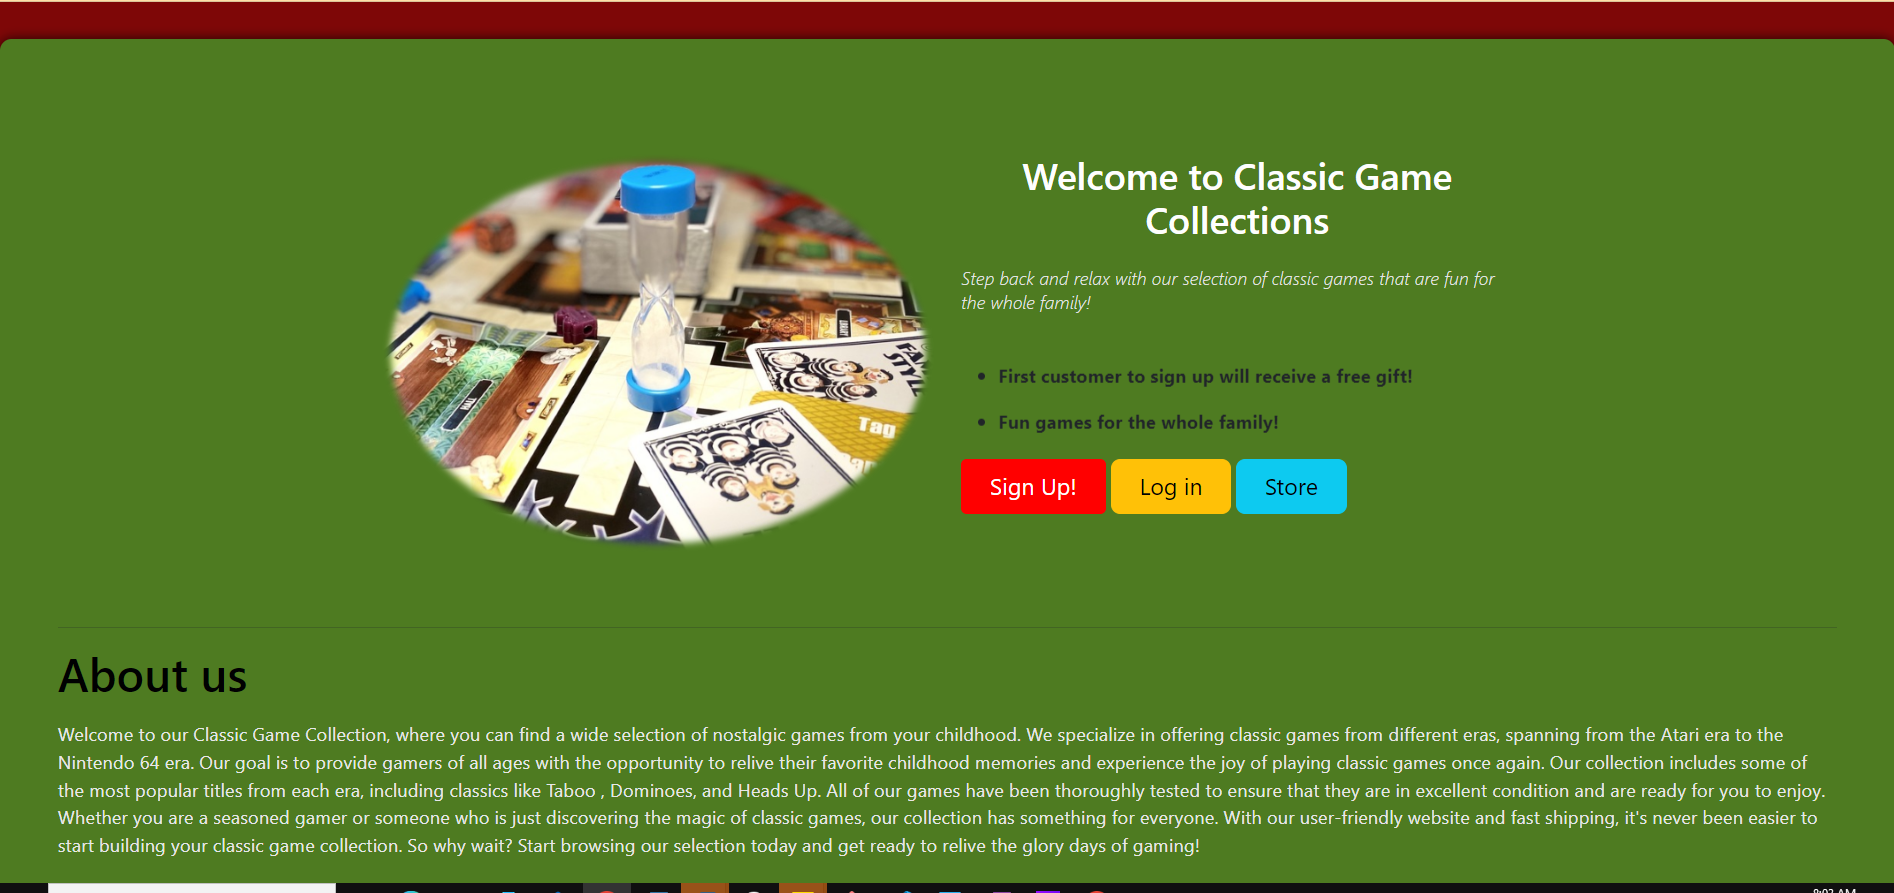 Welcome to Classic Game
Collections
Step back and relax with our selection of classic games that are fun for
the whole family!
First customer to sign up will receive a free gift!
Fun games for the whole family!
Sign Up!
Log in
Store
HALL
Tag
About us
Welcome to our Classic Game Collection, where you can find a wide selection of nostalgic games from your childhood. We specialize in offering classic games from different eras, spanning from the Atari era to the
Nintendo 64 era. Our goal is to provide gamers of all ages with the opportunity to relive their favorite childhood memories and experience the joy of playing classic games once again. Our collection includes some of
the most popular titles from each era, including classics like Taboo , Dominoes, and Heads Up. All of our games have been thoroughly tested to ensure that they are in excellent condition and are ready for you to enjoy.
Whether you are a seasoned gamer or someone who is just discovering the magic of classic games, our collection has something for everyone. With our user-friendly website and fast shipping, it's never been easier to
start building your classic game collection. So why wait? Start browsing our selection today and get ready to relive the glory days of gaming!